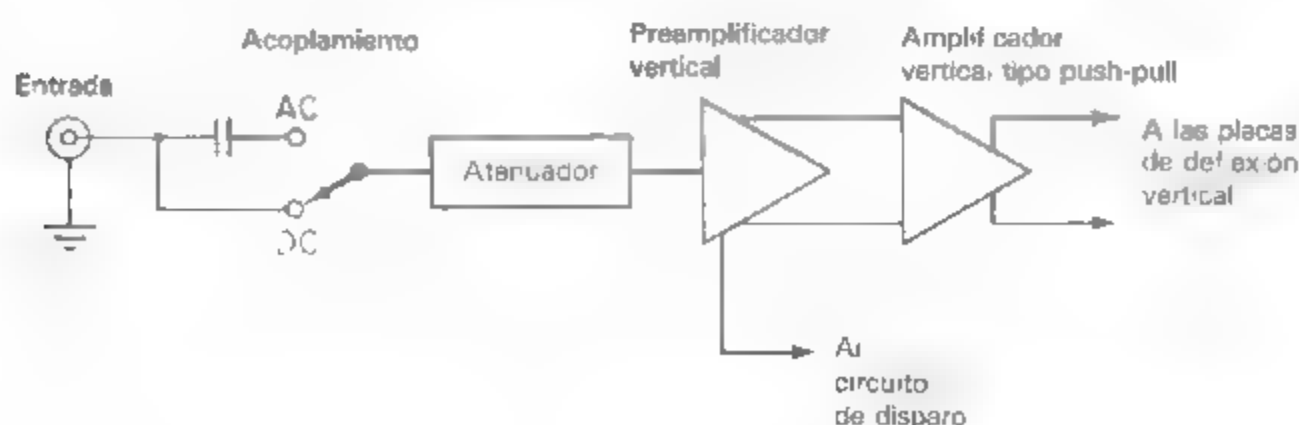 Acoplamiento
Entrada
AC
DC
Atenuador
Preamplificador
vertical
Amplificador
vertical tipo push-pull
A las placas
de deflexión
vertical
Al
circuito
de disparo